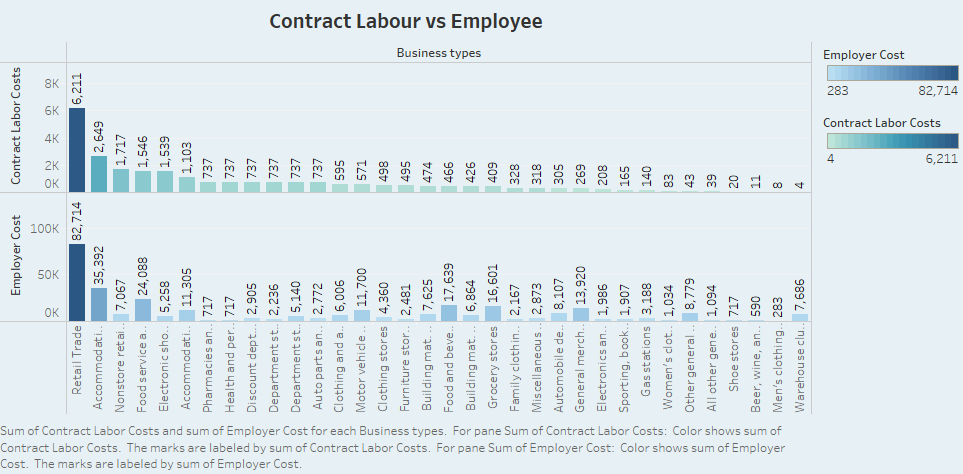 Contract Labour vs Employee
Business types
Employer Cost
283 82,714
Contract Labor Costs
4 6,211
Contract Labor Costs
8K
6K
4K
2K
0K
6,211
2,649
1,717
1,546
1,539
1,103
737
737
737
737
737
737
595
571
498
495
474
466
426
409
328
318
305
269
208
165
140
83
43
39
20
11
8
4
Employer Cost
100K
50K
0K
82,714
35,392
7,067
24,088
5,258
11,305
717
717
2,905
2,236
5,140
2,772
6,006
11,700
4,360
2,481
7,625
17,639
6,864
16,601
2,167
2,873
8,107
13,920
1,986
1,907
3,188
1,034
8,779
1,094
717
590
283
7,686
Retail Trade
Accommodati..
Nonstore retai..
Food service a..
Electronic sho..
Accommodati..
Pharmacies an..
Health and per..
Discount dept..
Department st..
Department st..
Auto parts an..
Clothing and a..
Motor vehicle ..
Clothing stores
Furniture stor..
Building mat..
Food and beve..
Building mat..
Grocery stores
Family clothin..
Miscellaneous ..
Automobile de..
General merch..
Electronics an..
Sporting, book..
Gas stations
Women's clot..
Other general..
All other gene..
Shoe stores
Beer, wine, an..
Men's clothing..
Warehouse clu..
Sum of Contract Labor Costs and sum of Employer Cost for each Business types. For pane Sum of Contract Labor Costs: Color shows sum of
Contract Labor Costs. The marks are labeled by sum of Contract Labor Costs. For pane Sum of Employer Cost: Color shows sum of Employer
Cost. The marks are labeled by sum of Employer Cost.